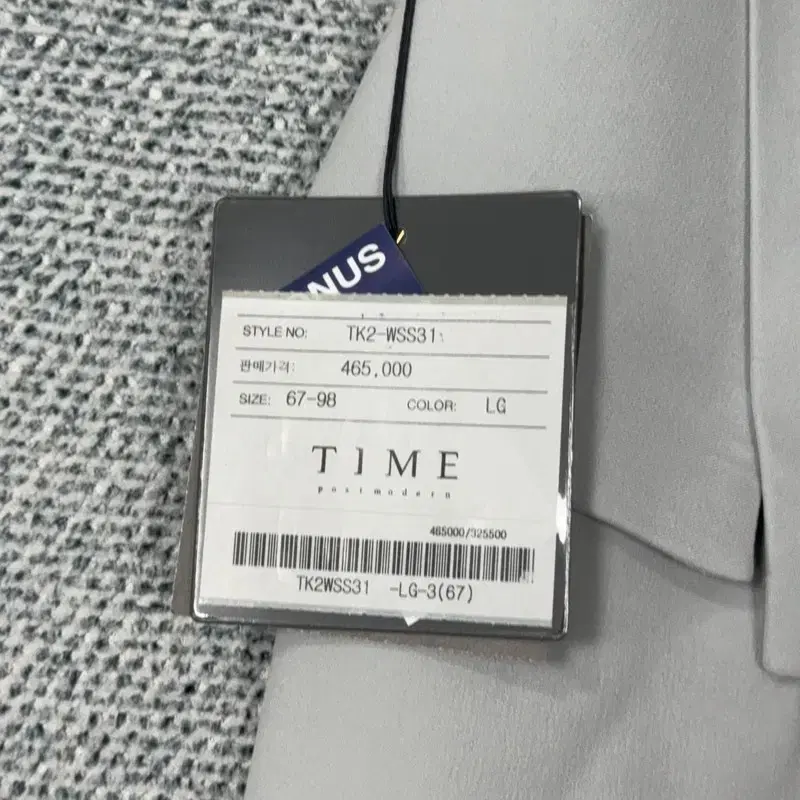 NUS
STYLE NO: TK2-WSS31
판매가격: 465,000
SIZE: 67-98 COLOR: LG
TIME
postmodern
465000/325500
TK2WSS31 -LG-3(67)